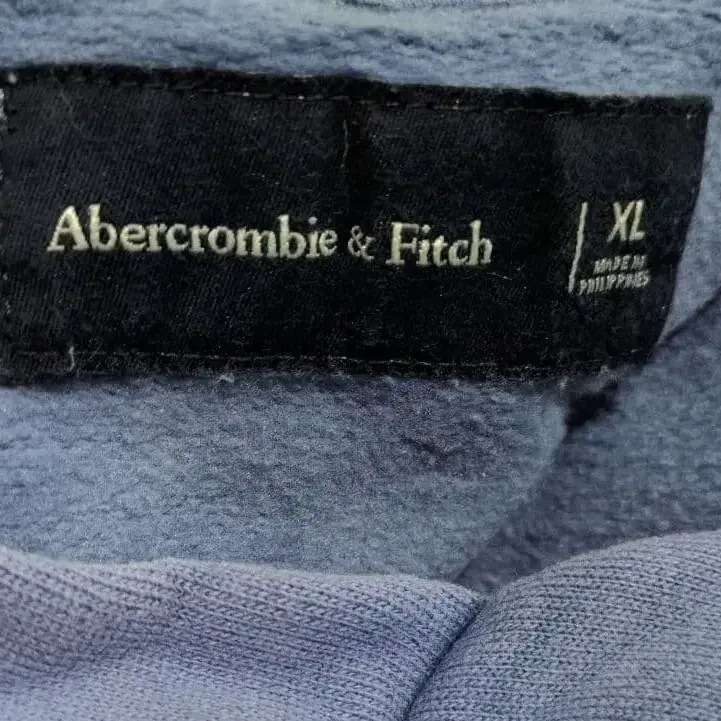 Abercrombie & Fitch
XL
MADE IN
PHILIPPINES